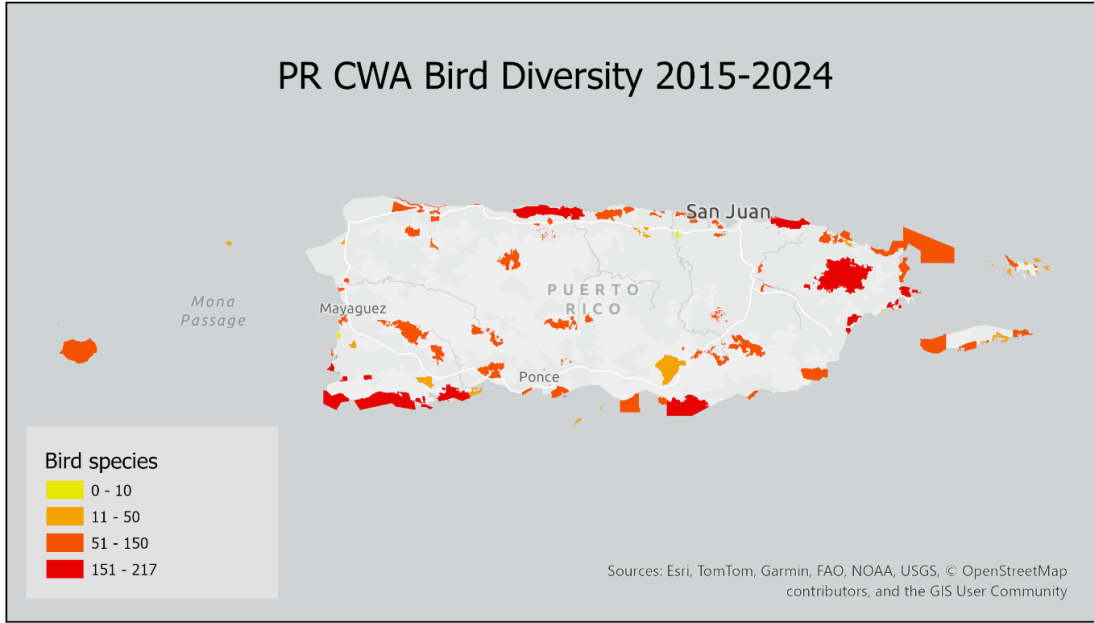 PR CWA Bird Diversity 2015-2024
San Juan
PUERTO
RICO
Mona
Passage
Mayaguez
Ponce
Bird species
0 - 10
11 - 50
51 - 150
151 - 217
Sources: Esri, TomTom, Garmin, FAO, NOAA, USGS, © OpenStreetMap
contributors, and the GIS User Community